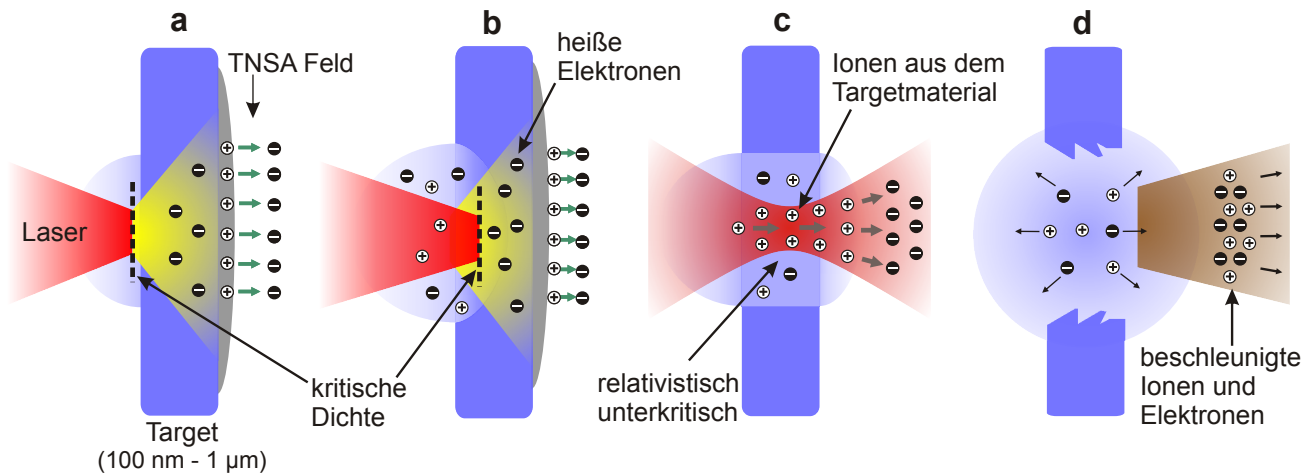 a
b
c
d
TNSA Feld
heiße
Elektronen
Ionen aus dem
Targetmaterial
Laser
kritische
Dichte
relativistisch
unterkritisch
beschleunigte
Ionen und
Elektronen
Target
(100 nm - 1 µm)